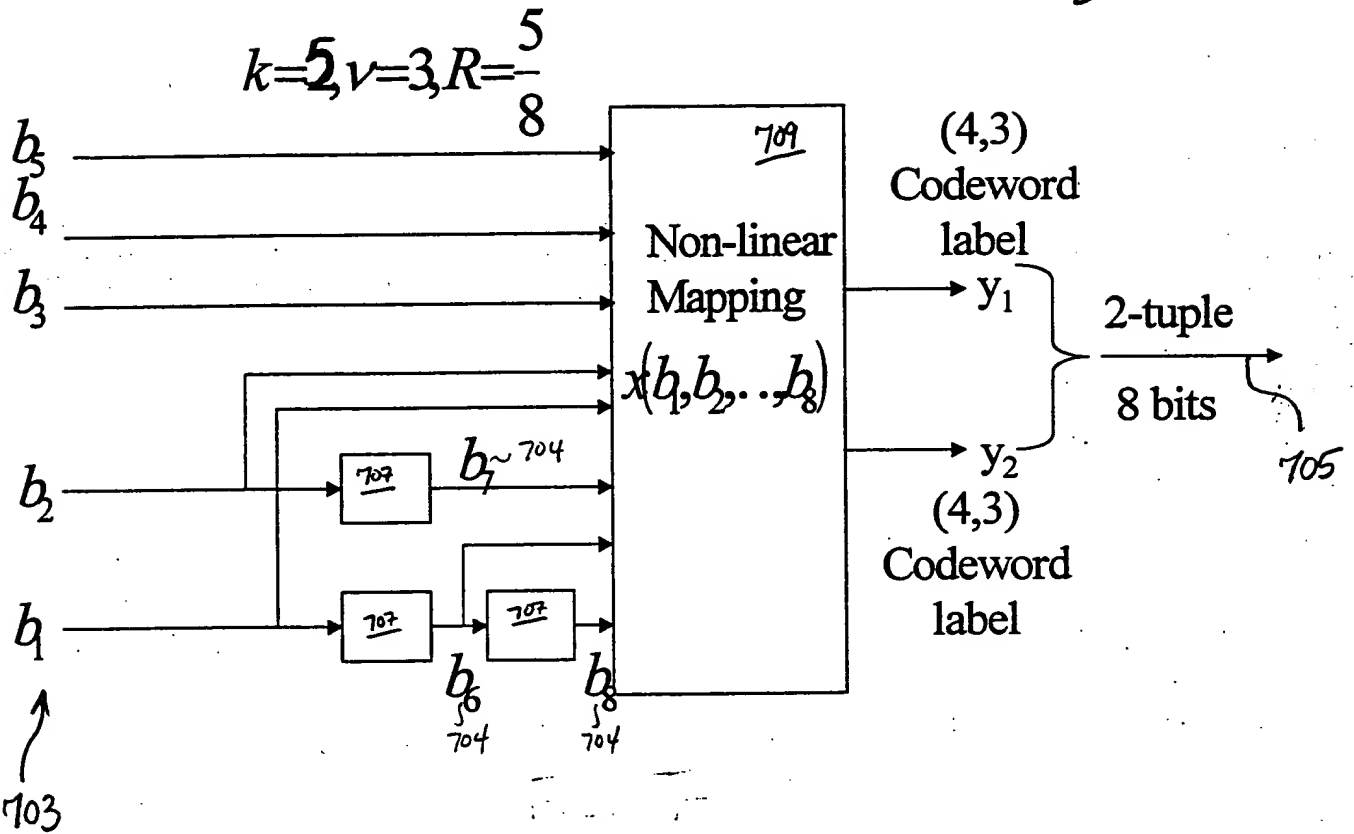 k=5, ν=3, R=5/8
b5
b4
b3
b2
b1
703
707
b7 ~ 704
707
707
b6
704
b8
704
709
Non-linear
Mapping
x(b1,b2,..,b8)
(4,3)
Codeword
label
y1
y2
(4,3)
Codeword
label
2-tuple
8 bits
705